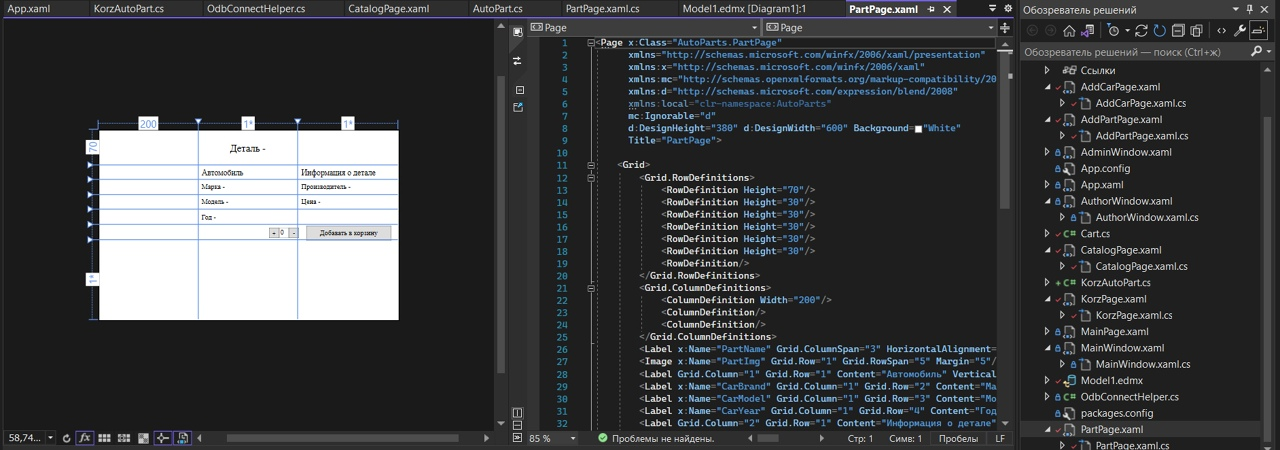 App.xaml KorzAutoPart.cs OdbConnectHelper.cs CatalogPage.xaml AutoPart.cs PartPage.xaml.cs Model1.edmx [Diagram1]:1 PartPage.xaml
Page Page
200 1* 1*
70
Деталь -
Автомобиль Информация о детале
Марка - Производитель -
Модель - Цена -
Год -
+ 0 - Добавить в корзину
1*
58,74...
1 <Page x:Class="AutoParts.PartPage"
2 xmlns="http://schemas.microsoft.com/winfx/2006/xaml/presentation"
3 xmlns:x="http://schemas.microsoft.com/winfx/2006/xaml"
4 xmlns:mc="http://schemas.openxmlformats.org/markup-compatibility/20
5 xmlns:d="http://schemas.microsoft.com/expression/blend/2008"
6 xmlns:local="clr-namespace:AutoParts"
7 mc:Ignorable="d"
8 d:DesignHeight="380" d:DesignWidth="600" Background="White"
9 Title="PartPage">
10
11 <Grid>
12 <Grid.RowDefinitions>
13 <RowDefinition Height="70"/>
14 <RowDefinition Height="30"/>
15 <RowDefinition Height="30"/>
16 <RowDefinition Height="30"/>
17 <RowDefinition Height="30"/>
18 <RowDefinition Height="30"/>
19 <RowDefinition/>
20 </Grid.RowDefinitions>
21 <Grid.ColumnDefinitions>
22 <ColumnDefinition Width="200"/>
23 <ColumnDefinition/>
24 <ColumnDefinition/>
25 </Grid.ColumnDefinitions>
26 <Label x:Name="PartName" Grid.ColumnSpan="3" HorizontalAlignment=
27 <Image x:Name="PartImg" Grid.Row="1" Grid.RowSpan="5" Margin="5"/
28 <Label Grid.Column="1" Grid.Row="1" Content="Автомобиль" Vertical
29 <Label x:Name="CarBrand" Grid.Column="1" Grid.Row="2" Content="Ма
30 <Label x:Name="CarModel" Grid.Column="1" Grid.Row="3" Content="Мо
31 <Label x:Name="CarYear" Grid.Column="1" Grid.Row="4" Content="Год
32 <Label Grid.Column="2" Grid.Row="1" Content="Информация о детале"
85 % Проблемы не найдены. Стр: 1 Симв: 1 Пробелы LF
Обозреватель решений
Обозреватель решений — поиск (Ctrl+ж)
Ссылки
AddCarPage.xaml
AddCarPage.xaml.cs
AddPartPage.xaml
AddPartPage.xaml.cs
AdminWindow.xaml
App.config
App.xaml
AuthorWindow.xaml
AuthorWindow.xaml.cs
Cart.cs
CatalogPage.xaml
CatalogPage.xaml.cs
KorzAutoPart.cs
KorzPage.xaml
KorzPage.xaml.cs
MainPage.xaml
MainWindow.xaml
MainWindow.xaml.cs
Model1.edmx
OdbConnectHelper.cs
packages.config
PartPage.xaml
PartPage.xaml.cs